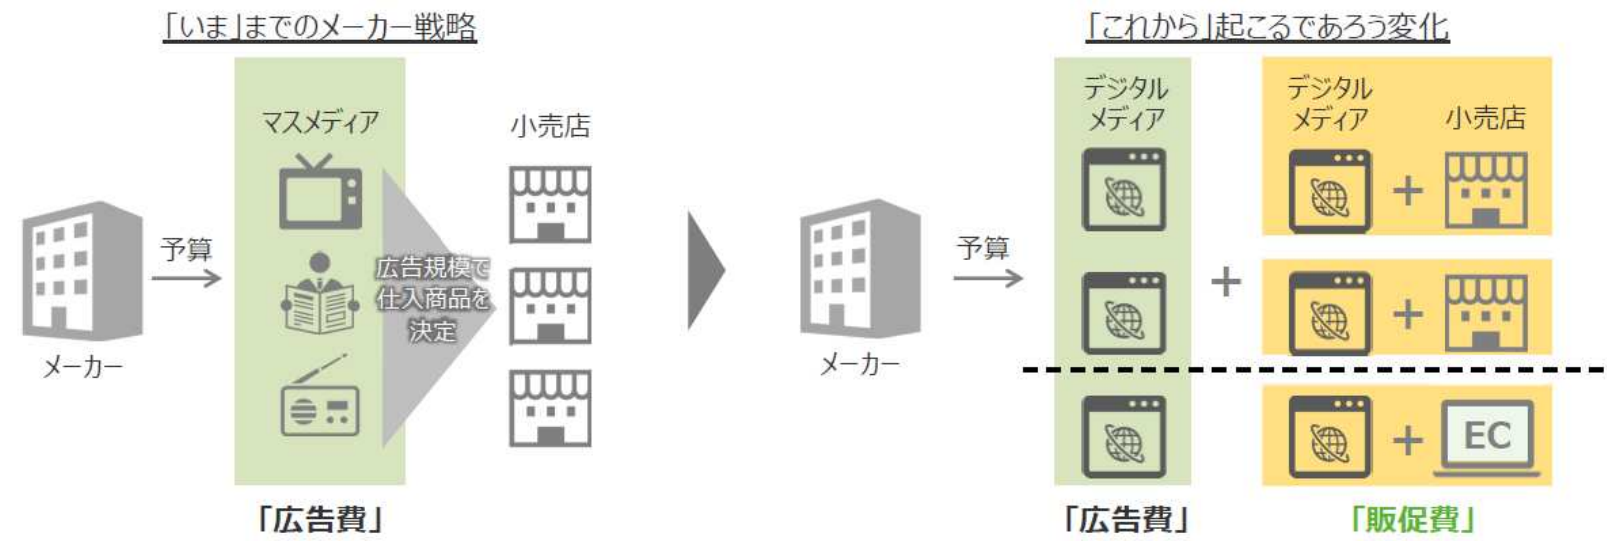 「いま」までのメーカー戦略
マスメディア
小売店
予算
広告規模で
仕入商品を
決定
メーカー
「広告費」
「これから」起こるであろう変化
デジタル
メディア
デジタル
メディア
小売店
予算
メーカー
+
+
+
+
EC
「広告費」
「販促費」